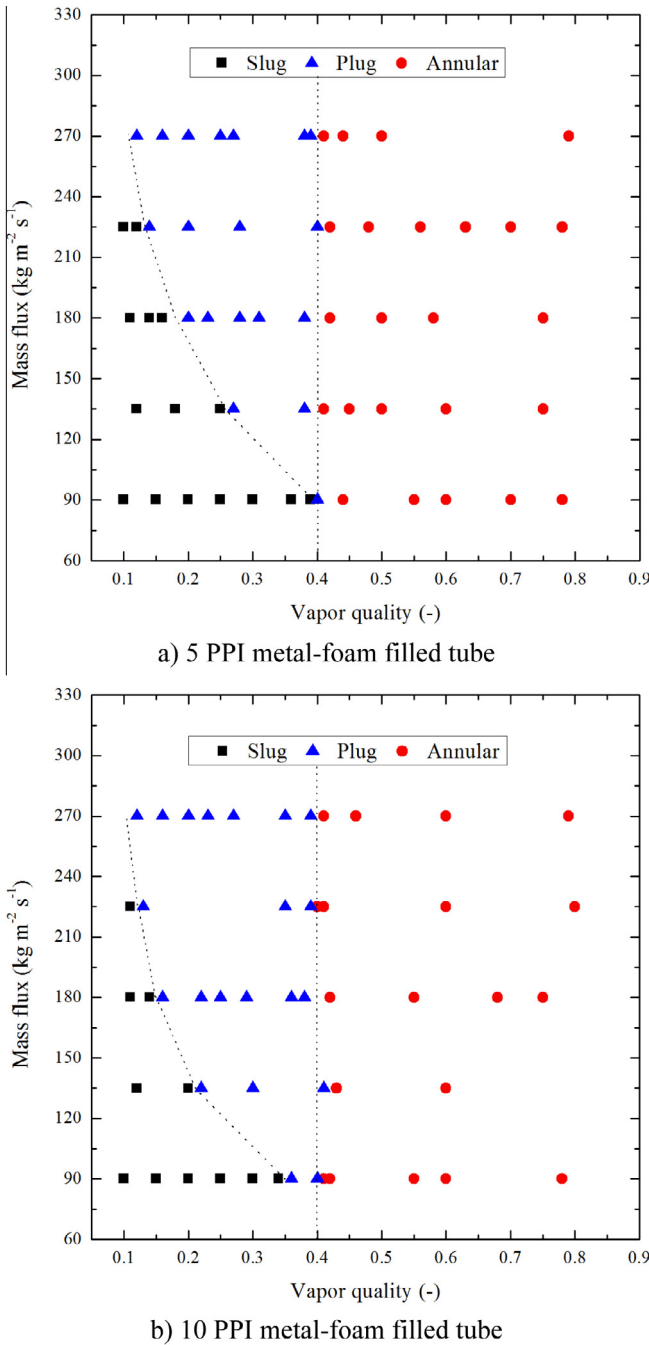 330
300
270
240
210
180
150
120
90
60
Mass flux (kg m⁻² s⁻¹)
Slug Plug Annular
0.1 0.2 0.3 0.4 0.5 0.6 0.7 0.8 0.9
Vapor quality (-)
a) 5 PPI metal-foam filled tube
330
300
270
240
210
180
150
120
90
60
Mass flux (kg m⁻² s⁻¹)
Slug Plug Annular
0.1 0.2 0.3 0.4 0.5 0.6 0.7 0.8 0.9
Vapor quality (-)
b) 10 PPI metal-foam filled tube